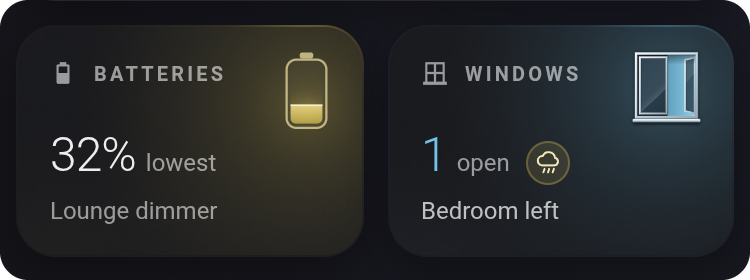 BATTERIES
32% lowest
Lounge dimmer
WINDOWS
1 open
Bedroom left